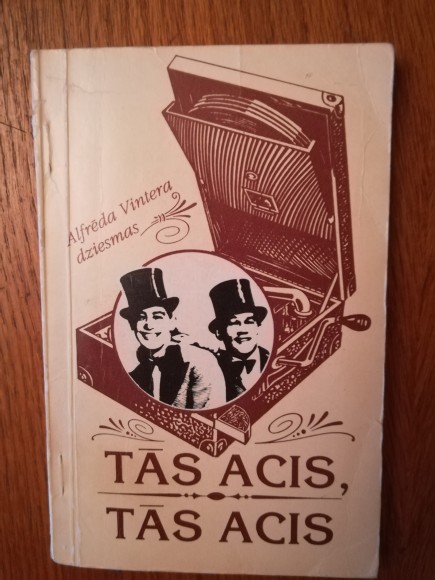 Alfrēda Vintera
dziesmas
TĀS ACIS,
TĀS ACIS